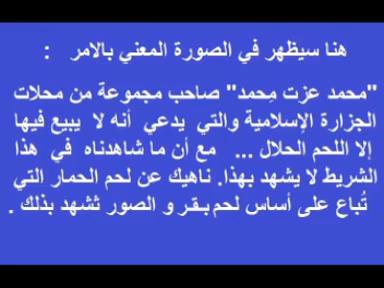 هنا سيظهر في الصورة المعني بالامر :
"محمد عزت مِحمد" صاحب مجموعة من محلات
الجزارة الإسلامية والتي يدعي أنه لا يبيع فيها
إلا اللحم الحلال ... مع أن ما شاهدناه في هذا
الشريط لا يشهد بهذا. ناهيك عن لحم الحمار التي
تُباع على أساس لحم بقر و الصور تشهد بذلك .